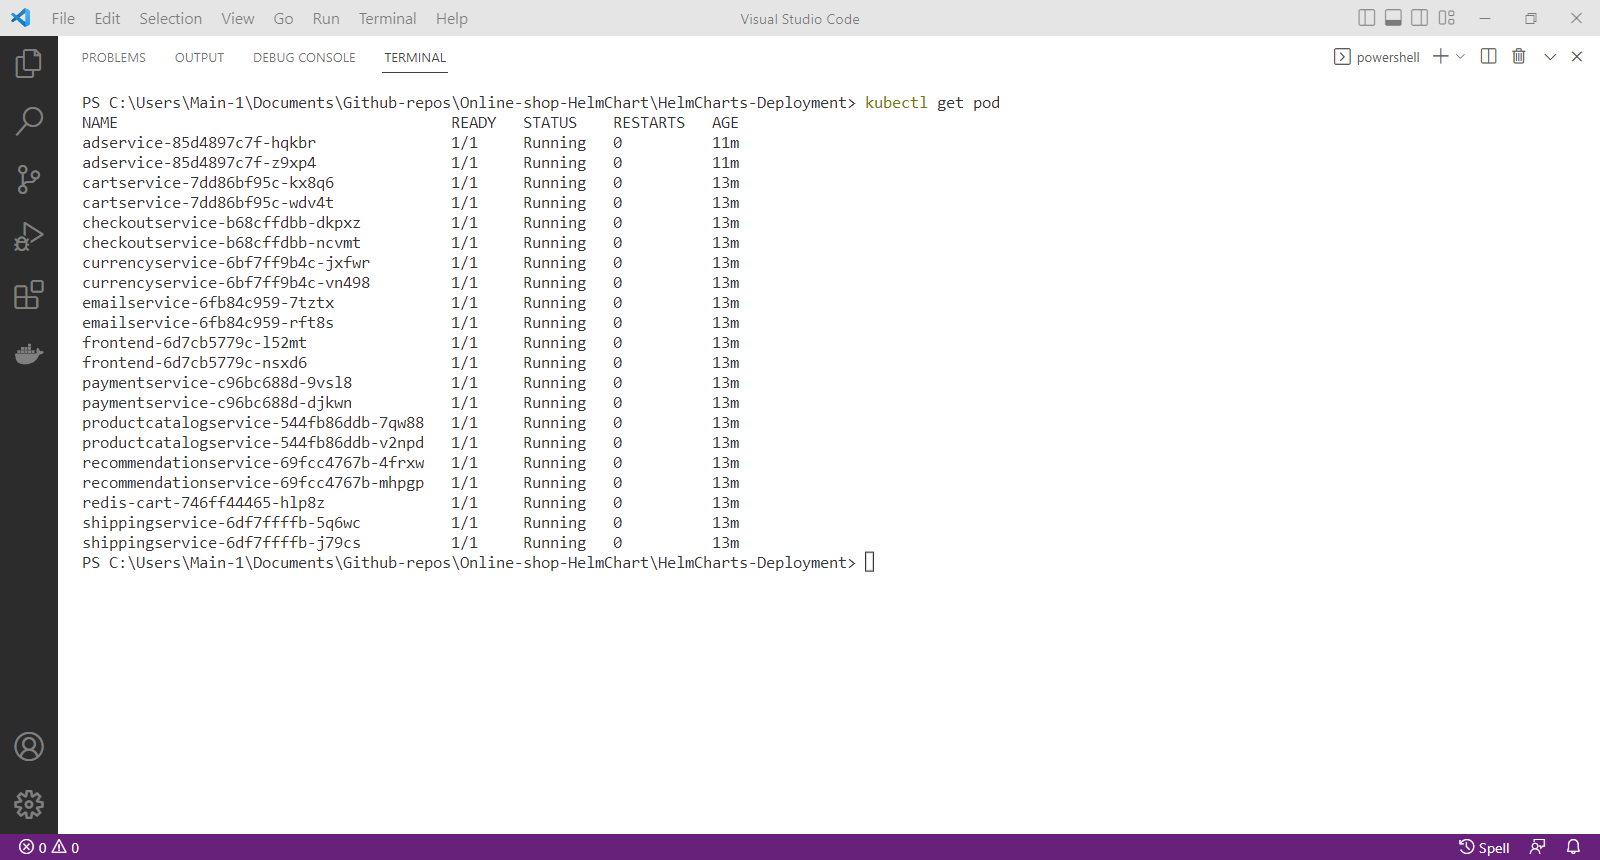 File Edit Selection View Go Run Terminal Help Visual Studio Code
PROBLEMS OUTPUT DEBUG CONSOLE TERMINAL powershell
PS C:\Users\Main-1\Documents\Github-repos\Online-shop-HelmChart\HelmCharts-Deployment> kubectl get pod
NAME READY STATUS RESTARTS AGE
adservice-85d4897c7f-hqkbr 1/1 Running 0 11m
adservice-85d4897c7f-z9xp4 1/1 Running 0 11m
cartservice-7dd86bf95c-kx8q6 1/1 Running 0 13m
cartservice-7dd86bf95c-wdv4t 1/1 Running 0 13m
checkoutservice-b68cffdbb-dkpxz 1/1 Running 0 13m
checkoutservice-b68cffdbb-ncvmt 1/1 Running 0 13m
currencyservice-6bf7ff9b4c-jxfwr 1/1 Running 0 13m
currencyservice-6bf7ff9b4c-vn498 1/1 Running 0 13m
emailservice-6fb84c959-7tztx 1/1 Running 0 13m
emailservice-6fb84c959-rft8s 1/1 Running 0 13m
frontend-6d7cb5779c-l52mt 1/1 Running 0 13m
frontend-6d7cb5779c-nsxd6 1/1 Running 0 13m
paymentservice-c96bc688d-9vsl8 1/1 Running 0 13m
paymentservice-c96bc688d-djkwn 1/1 Running 0 13m
productcatalogservice-544fb86ddb-7qw88 1/1 Running 0 13m
productcatalogservice-544fb86ddb-v2npd 1/1 Running 0 13m
recommendationservice-69fcc4767b-4frxw 1/1 Running 0 13m
recommendationservice-69fcc4767b-mhpgp 1/1 Running 0 13m
redis-cart-746ff44465-hlp8z 1/1 Running 0 13m
shippingservice-6df7ffffb-5q6wc 1/1 Running 0 13m
shippingservice-6df7ffffb-j79cs 1/1 Running 0 13m
PS C:\Users\Main-1\Documents\Github-repos\Online-shop-HelmChart\HelmCharts-Deployment>
0 0 Spell